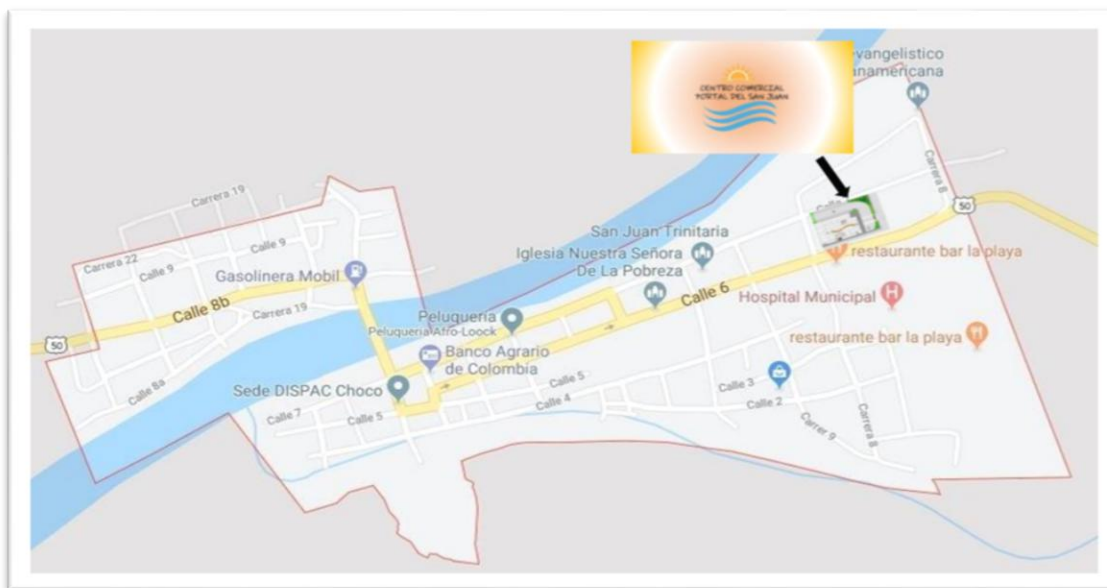 evangelistico
anamericana
CENTRO COMERCIAL
PORTAL DEL SAN JUAN
Carrera 8
Carrera 19
50
Calle
San Juan Trinitaria
Calle 9
Iglesia Nuestra Señora
De La Pobreza
restaurante bar la playa
Carrera 22
Calle 9
Gasolinera Mobil
Calle 6
Hospital Municipal
Calle 8b
Carrera 19
Peluqueria
Peluqueria Afro-Loock
restaurante bar la playa
50
Banco Agrario
de Colombia
Calle 8a
Sede DISPAC Choco
Calle 5
Calle 3
Calle 4
Calle 2
Calle 7
Calle 5
Carrer 9
Carrera 8